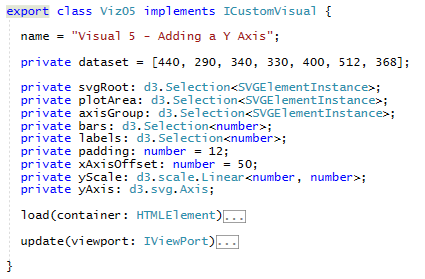 export class Viz05 implements ICustomVisual {
name = "Visual 5 - Adding a Y Axis";
private dataset = [440, 290, 340, 330, 400, 512, 368];
private svgRoot: d3.Selection<SVGElementInstance>;
private plotArea: d3.Selection<SVGElementInstance>;
private axisGroup: d3.Selection<SVGElementInstance>;
private bars: d3.Selection<number>;
private labels: d3.Selection<number>;
private padding: number = 12;
private xAxisOffset: number = 50;
private yScale: d3.scale.Linear<number, number>;
private yAxis: d3.svg.Axis;
load(container: HTMLElement)...
update(viewport: IViewPort)...
}